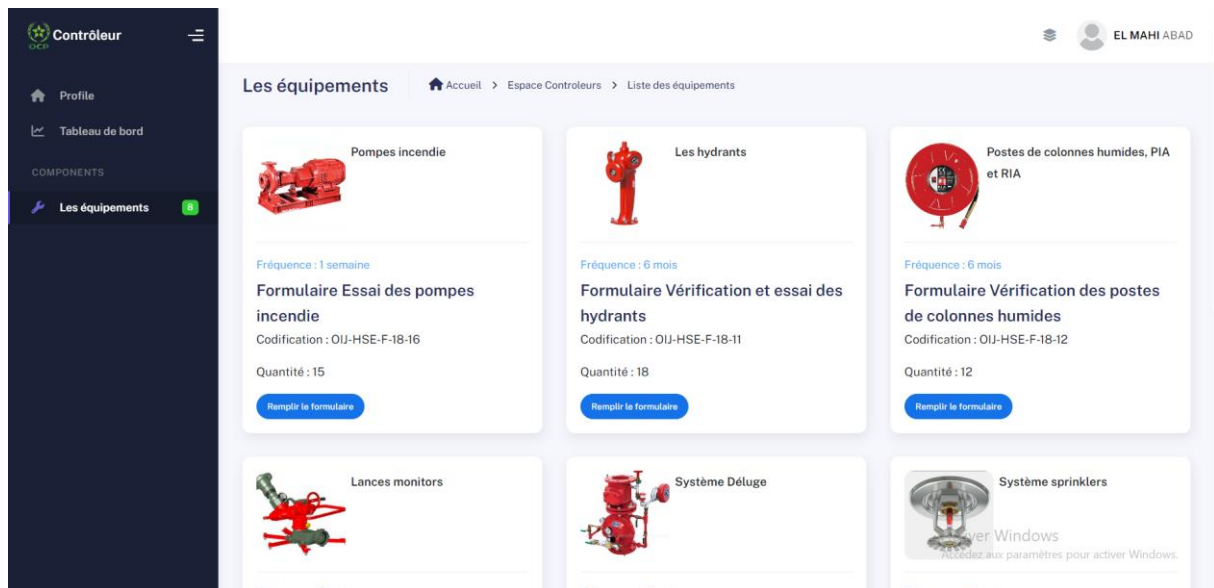 Contrôleur
OCP
EL MAHI ABAD
Profile
Tableau de bord
COMPONENTS
Les équipements 8
Les équipements
Accueil > Espace Controleurs > Liste des équipements
Pompes incendie
Fréquence : 1 semaine
Formulaire Essai des pompes
incendie
Codification : OIJ-HSE-F-18-16
Quantité : 15
Remplir le formulaire
Les hydrants
Fréquence : 6 mois
Formulaire Vérification et essai des
hydrants
Codification : OIJ-HSE-F-18-11
Quantité : 18
Remplir le formulaire
Postes de colonnes humides, PIA
et RIA
Fréquence : 6 mois
Formulaire Vérification des postes
de colonnes humides
Codification : OIJ-HSE-F-18-12
Quantité : 12
Remplir le formulaire
Lances monitors
Système Déluge
Système sprinklers
Windows
Accédez aux paramètres pour activer Windows.